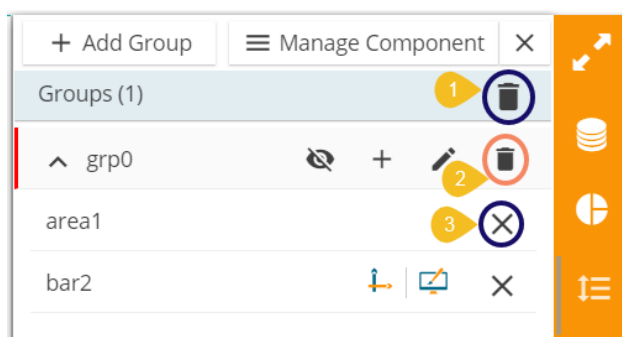 + Add Group
Manage Component
Groups (1)
1
grp0
2
area1
3
bar2